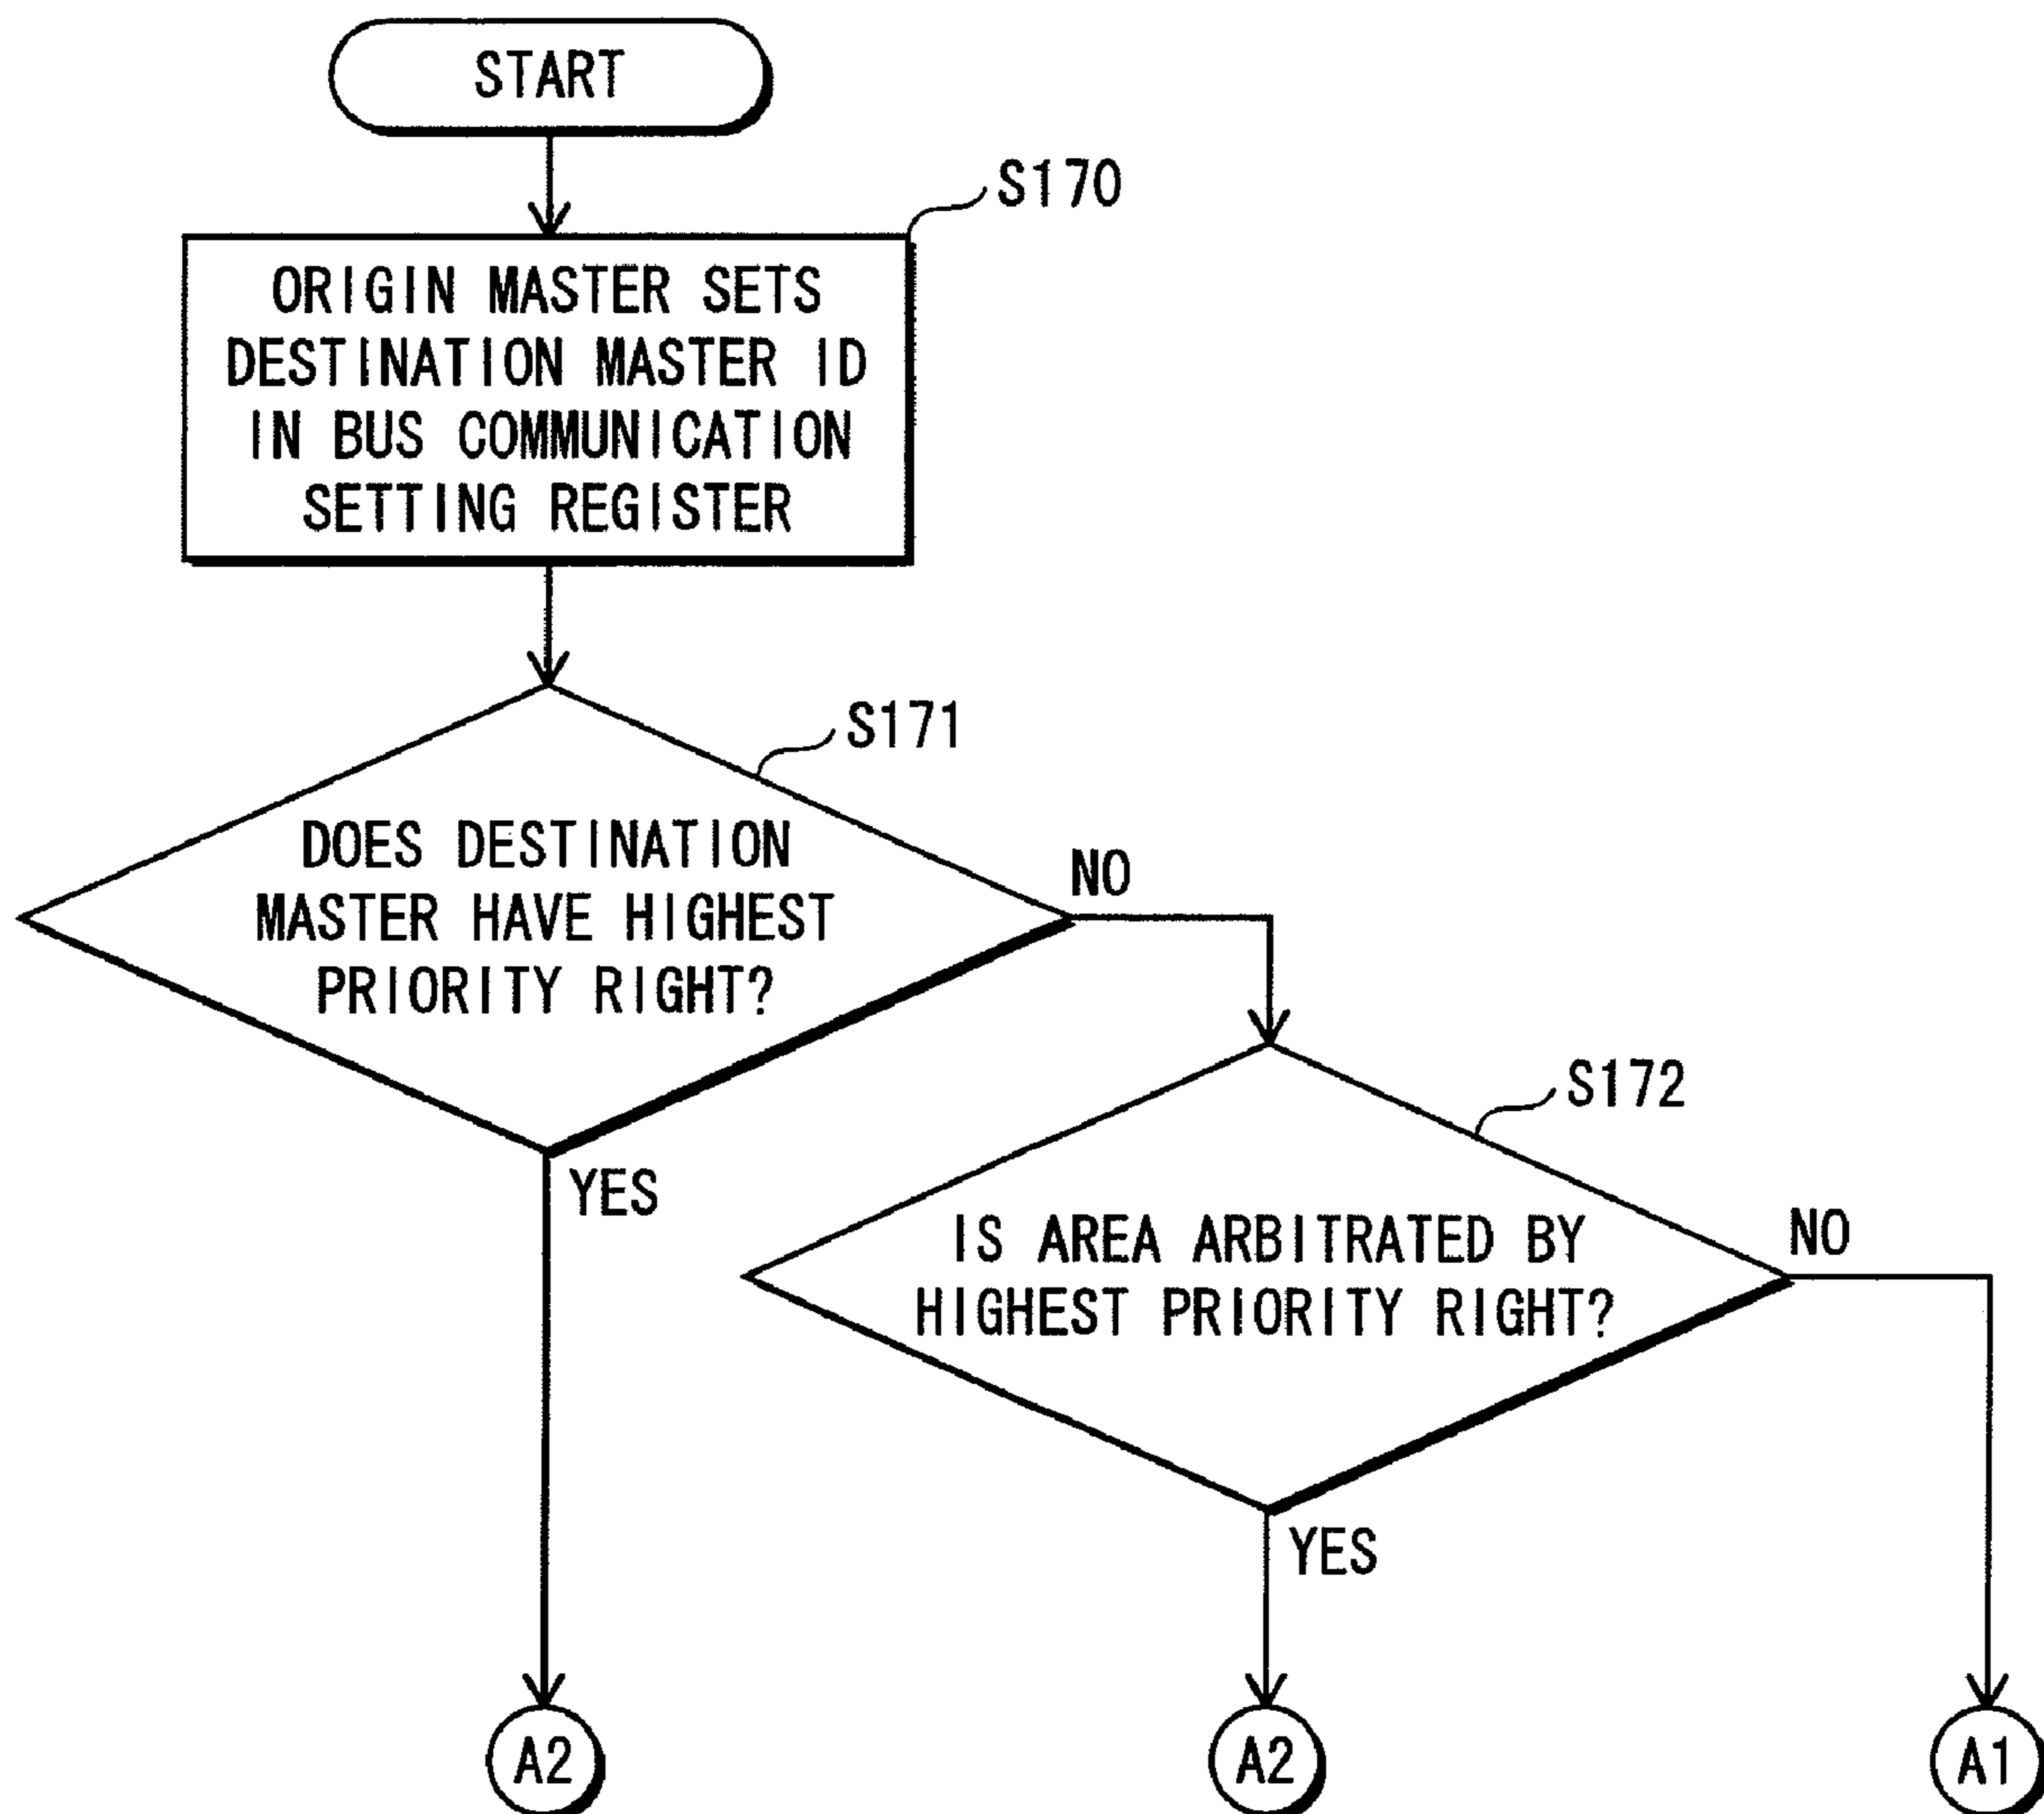 START
S170
ORIGIN MASTER SETS
DESTINATION MASTER ID
IN BUS COMMUNICATION
SETTING REGISTER
S171
DOES DESTINATION
MASTER HAVE HIGHEST
PRIORITY RIGHT?
NO
YES
S172
IS AREA ARBITRATED BY
HIGHEST PRIORITY RIGHT?
NO
YES
A2
A2
A1